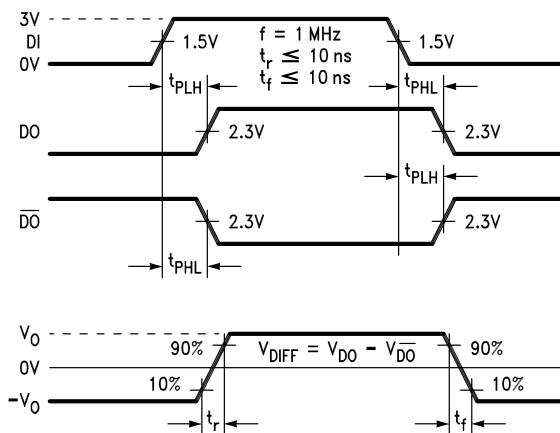 3V
DI
0V
1.5V
f = 1 MHz
tr ≤ 10 ns
tf ≤ 10 ns
1.5V
tPLH
tPHL
DO
2.3V
2.3V
tPLH
D̅O̅
2.3V
2.3V
tPHL
VO
90%
VDIFF = VDO − VD̅O̅
90%
0V
10%
10%
−VO
tr
tf